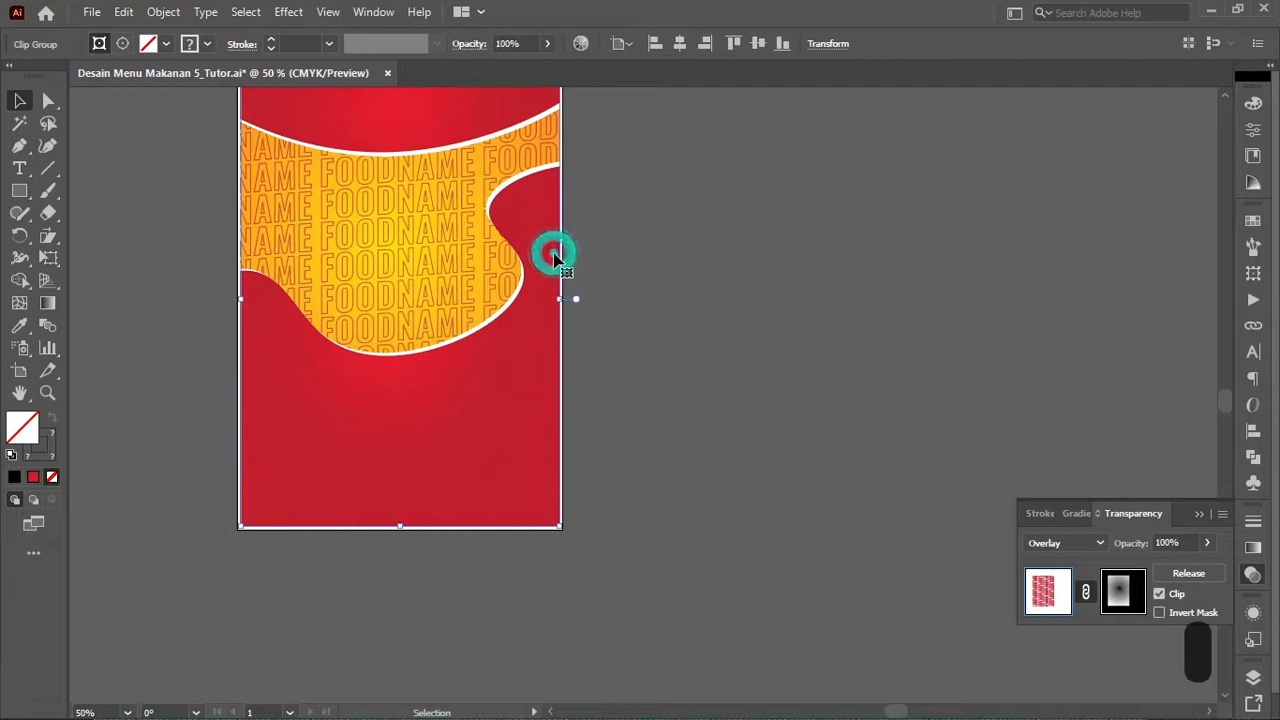 Ai File Edit Object Type Select Effect View Window Help Search Adobe Help
Clip Group Stroke: Opacity: 100% Transform
Desain Menu Makanan 5_Tutor.ai* @ 50 % (CMYK/Preview)
FOOD
NAME FOODNAME FOOD
NAME FOODNAME FO
NAME FOODNAME
NAME FOODNAME
NAME FOODNAME FO
NAME FOODNAME FO
FOODNAME FO
FOODNAME
FOODNAME
Stroke Gradie Transparency
Overlay Opacity: 100%
Release
Clip
Invert Mask
50% 0° 1 Selection